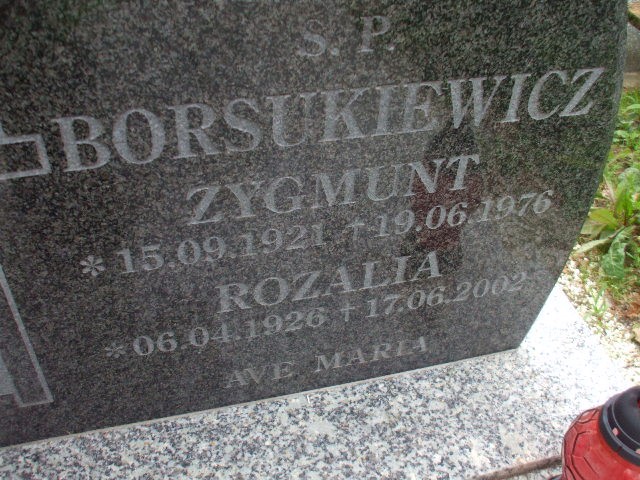 S. P.
BORSUKIEWICZ
ZYGMUNT
* 15.09.1921 † 19.06.1976
ROZALIA
* 06.04.1926 † 17.06.2002
AVE MARIA